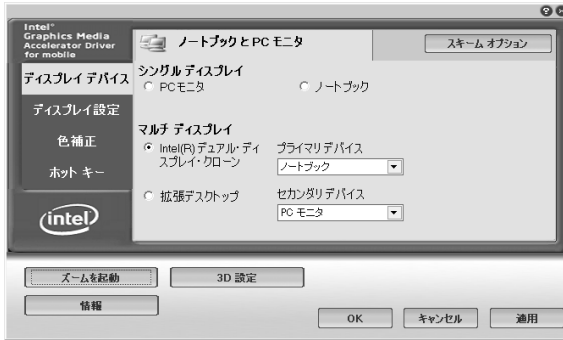 Intel®
Graphics Media
Accelerator Driver
for mobile
ノートブックとPC モニタ
スキーム オプション
ディスプレイ デバイス
ディスプレイ設定
色補正
ホット キー
intel
シングル ディスプレイ
PCモニタ
ノートブック
マルチ ディスプレイ
Intel(R) デュアル・ディ
スプレイ・クローン
プライマリ デバイス
ノートブック
拡張デスクトップ
セカンダリ デバイス
PC モニタ
ズームを起動
3D 設定
情報
OK
キャンセル
適用